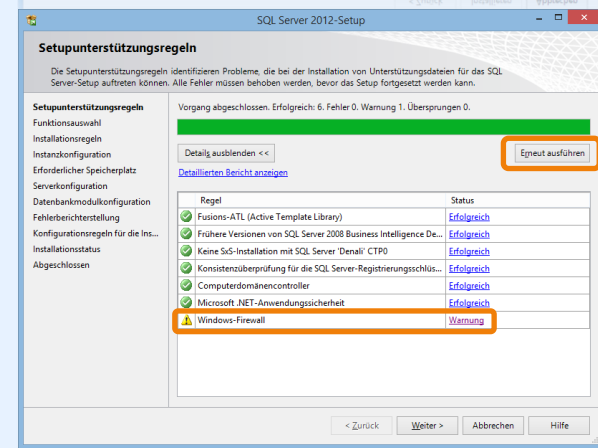 SQL Server 2012-Setup
Setupunterstützungsregeln
Die Setupunterstützungsregeln identifizieren Probleme, die bei der Installation von Unterstützungsdateien für das SQL
Server-Setup auftreten können. Alle Fehler müssen behoben werden, bevor das Setup fortgesetzt werden kann.
Setupunterstützungsregeln
Funktionsauswahl
Installationsregeln
Instanzkonfiguration
Erforderlicher Speicherplatz
Serverkonfiguration
Datenbankmodulkonfiguration
Fehlerberichterstellung
Konfigurationsregeln für die Ins...
Installationsstatus
Abgeschlossen
Vorgang abgeschlossen. Erfolgreich: 6. Fehler 0. Warnung 1. Übersprungen 0.
Details ausblenden <<
Erneut ausführen
Detaillierten Bericht anzeigen
Regel Status
Fusions-ATL (Active Template Library) Erfolgreich
Frühere Versionen von SQL Server 2008 Business Intelligence De... Erfolgreich
Keine SxS-Installation mit SQL Server 'Denali' CTP0 Erfolgreich
Konsistenzüberprüfung für die SQL Server-Registrierungsschlüs... Erfolgreich
Computerdomänencontroller Erfolgreich
Microsoft .NET-Anwendungssicherheit Erfolgreich
Windows-Firewall Warnung
< Zurück Weiter > Abbrechen Hilfe